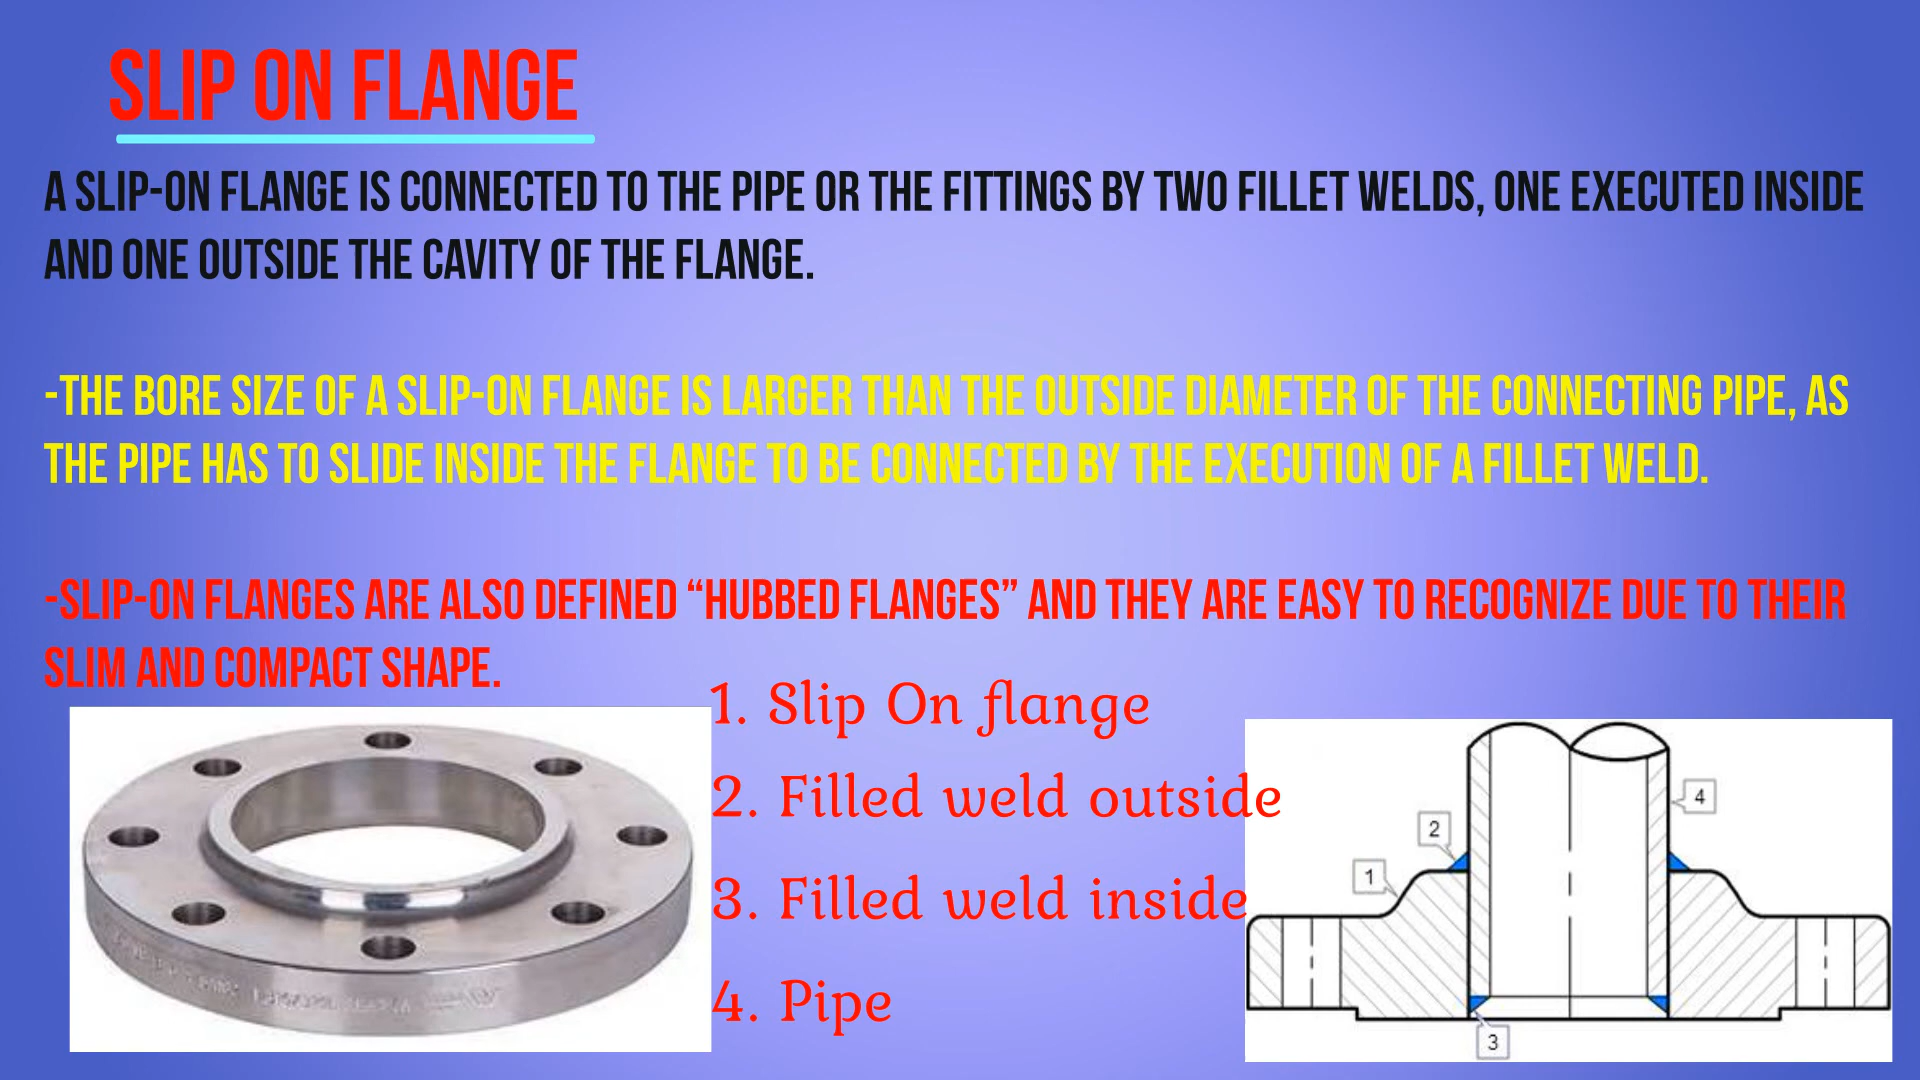 SLIP ON FLANGE
A SLIP-ON FLANGE IS CONNECTED TO THE PIPE OR THE FITTINGS BY TWO FILLET WELDS, ONE EXECUTED INSIDE
AND ONE OUTSIDE THE CAVITY OF THE FLANGE.
-THE BORE SIZE OF A SLIP-ON FLANGE IS LARGER THAN THE OUTSIDE DIAMETER OF THE CONNECTING PIPE, AS
THE PIPE HAS TO SLIDE INSIDE THE FLANGE TO BE CONNECTED BY THE EXECUTION OF A FILLET WELD.
-SLIP-ON FLANGES ARE ALSO DEFINED “HUBBED FLANGES” AND THEY ARE EASY TO RECOGNIZE DUE TO THEIR
SLIM AND COMPACT SHAPE.
1. Slip On flange
2. Filled weld outside
3. Filled weld inside
4. Pipe
4
2
1
3